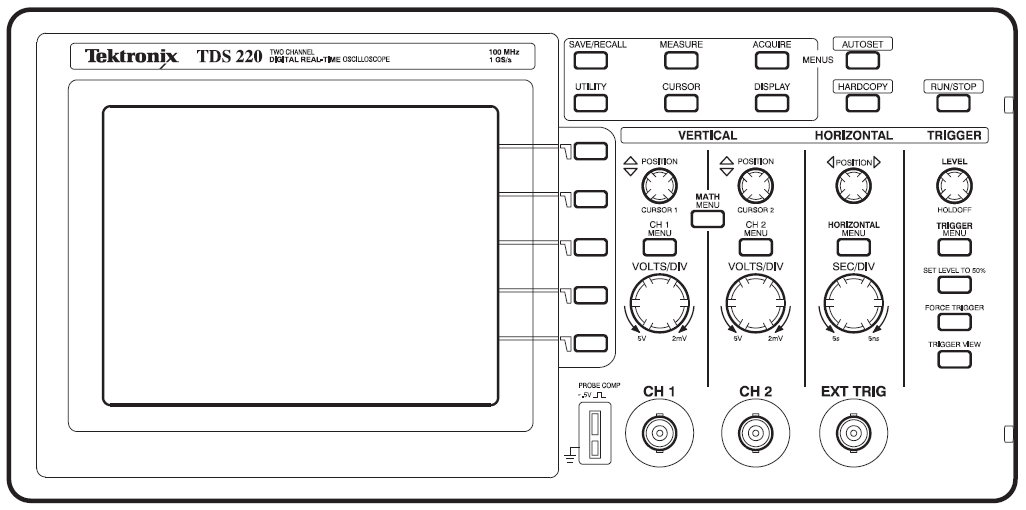 Tektronix TDS 220 TWO CHANNEL DIGITAL REAL-TIME OSCILLOSCOPE 100 MHz 1 GS/s
SAVE/RECALL MEASURE ACQUIRE MENUS AUTOSET
UTILITY CURSOR DISPLAY HARDCOPY RUN/STOP
VERTICAL HORIZONTAL TRIGGER
POSITION POSITION POSITION LEVEL
CURSOR 1 MATH MENU CURSOR 2 HOLDOFF
CH 1 MENU CH 2 MENU HORIZONTAL MENU TRIGGER MENU
VOLTS/DIV VOLTS/DIV SEC/DIV SET LEVEL TO 50%
FORCE TRIGGER
5V 2mV 5V 2mV 5s 5ns TRIGGER VIEW
PROBE COMP
~5V
CH 1 CH 2 EXT TRIG